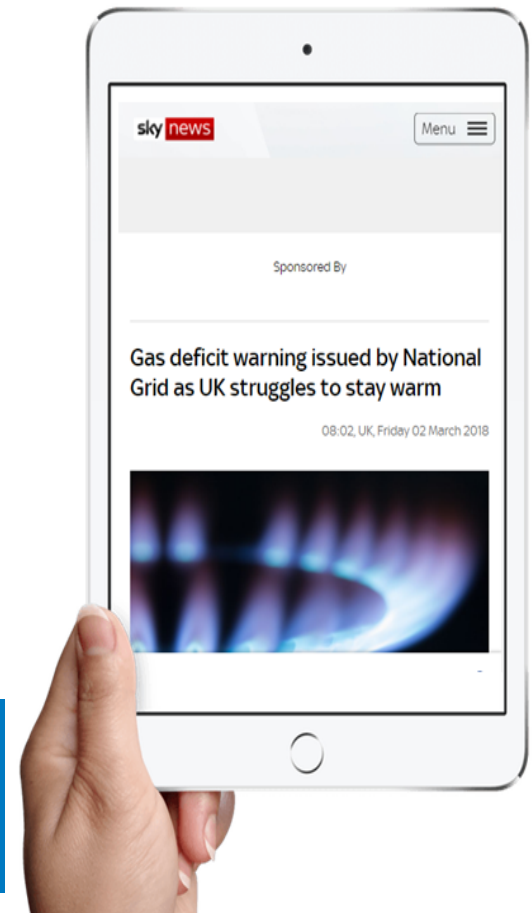 sky news
Menu
Sponsored By
Gas deficit warning issued by National
Grid as UK struggles to stay warm
08:02, UK, Friday 02 March 2018